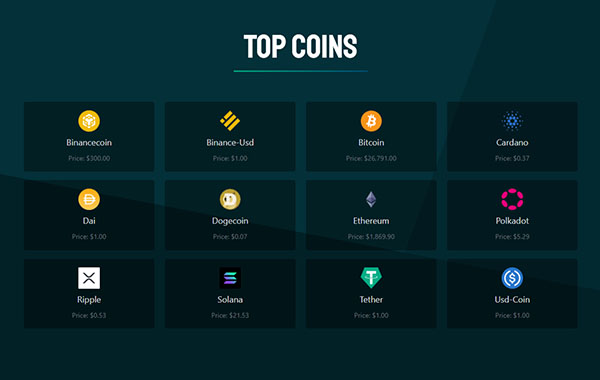 TOP COINS
Binancecoin
Price: $300.00
Binance-Usd
Price: $1.00
Bitcoin
Price: $26,791.00
Cardano
Price: $0.37
Dai
Price: $1.00
Dogecoin
Price: $0.07
Ethereum
Price: $1,869.90
Polkadot
Price: $5.29
Ripple
Price: $0.53
Solana
Price: $21.53
Tether
Price: $1.00
Usd-Coin
Price: $1.00